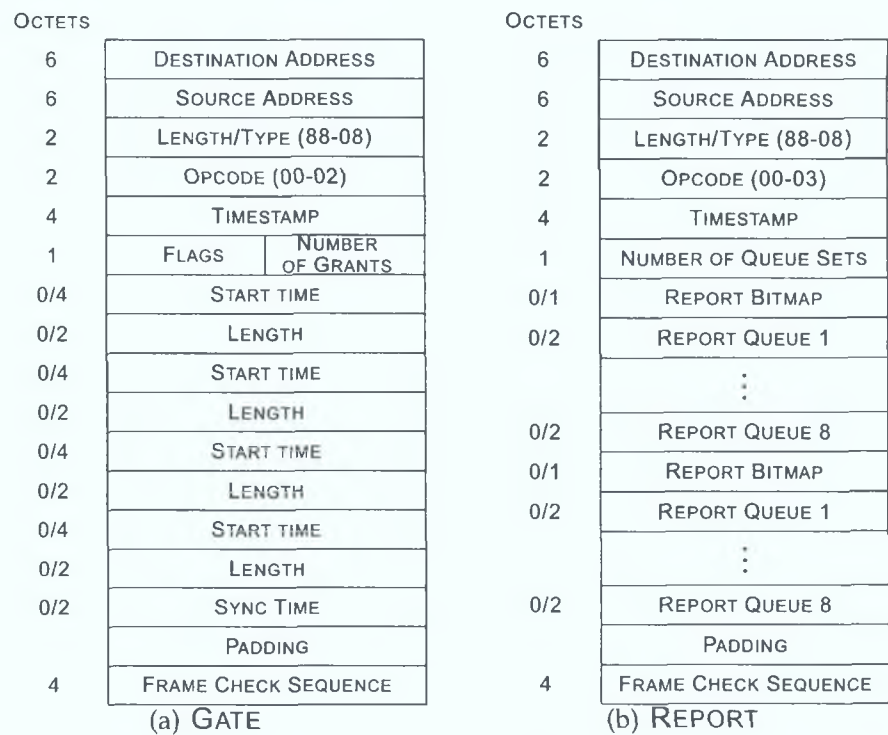 OCTETS
6 DESTINATION ADDRESS
6 SOURCE ADDRESS
2 LENGTH/TYPE (88-08)
2 OPCODE (00-02)
4 TIMESTAMP
1 FLAGS NUMBER OF GRANTS
0/4 START TIME
0/2 LENGTH
0/4 START TIME
0/2 LENGTH
0/4 START TIME
0/2 LENGTH
0/4 START TIME
0/2 LENGTH
0/2 SYNC TIME
PADDING
4 FRAME CHECK SEQUENCE
(a) GATE
OCTETS
6 DESTINATION ADDRESS
6 SOURCE ADDRESS
2 LENGTH/TYPE (88-08)
2 OPCODE (00-03)
4 TIMESTAMP
1 NUMBER OF QUEUE SETS
0/1 REPORT BITMAP
0/2 REPORT QUEUE 1
⋮
0/2 REPORT QUEUE 8
0/1 REPORT BITMAP
0/2 REPORT QUEUE 1
⋮
0/2 REPORT QUEUE 8
PADDING
4 FRAME CHECK SEQUENCE
(b) REPORT